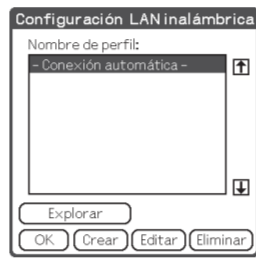 Configuración LAN inalámbrica
Nombre de perfil:
- Conexión automática -
Explorar
OK Crear Editar Eliminar